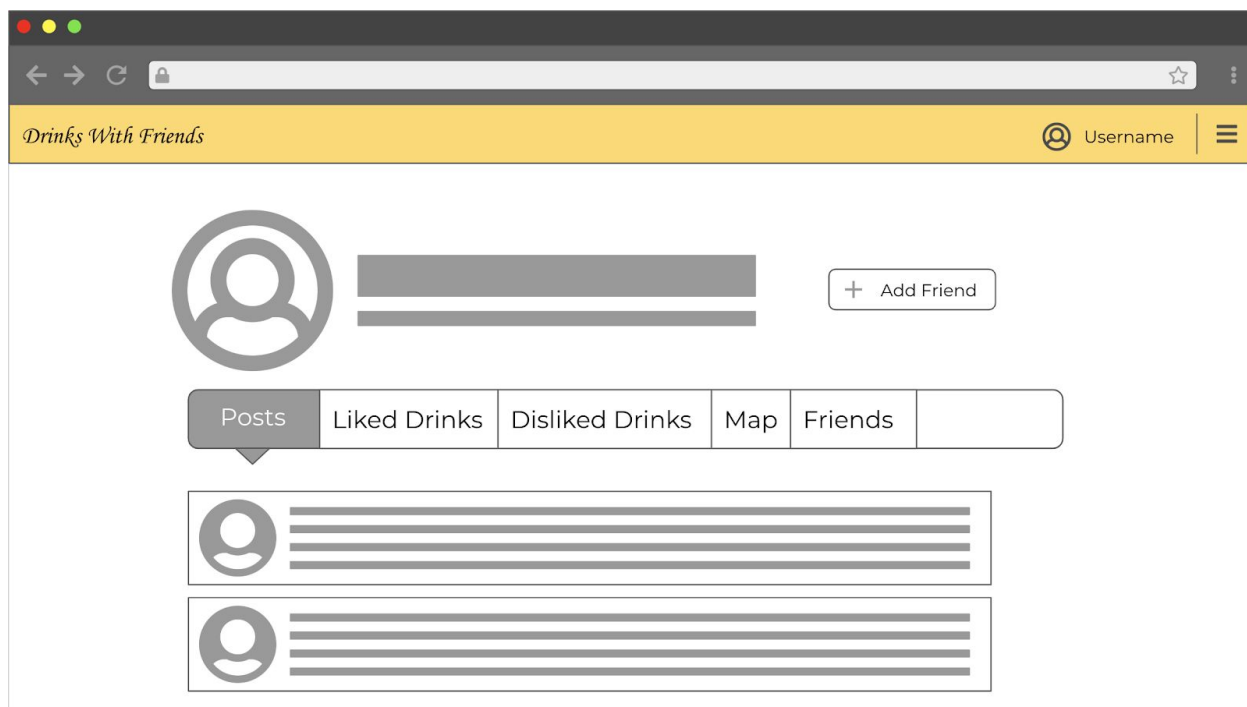 Drinks With Friends
Username
Add Friend
Posts
Liked Drinks
Disliked Drinks
Map
Friends